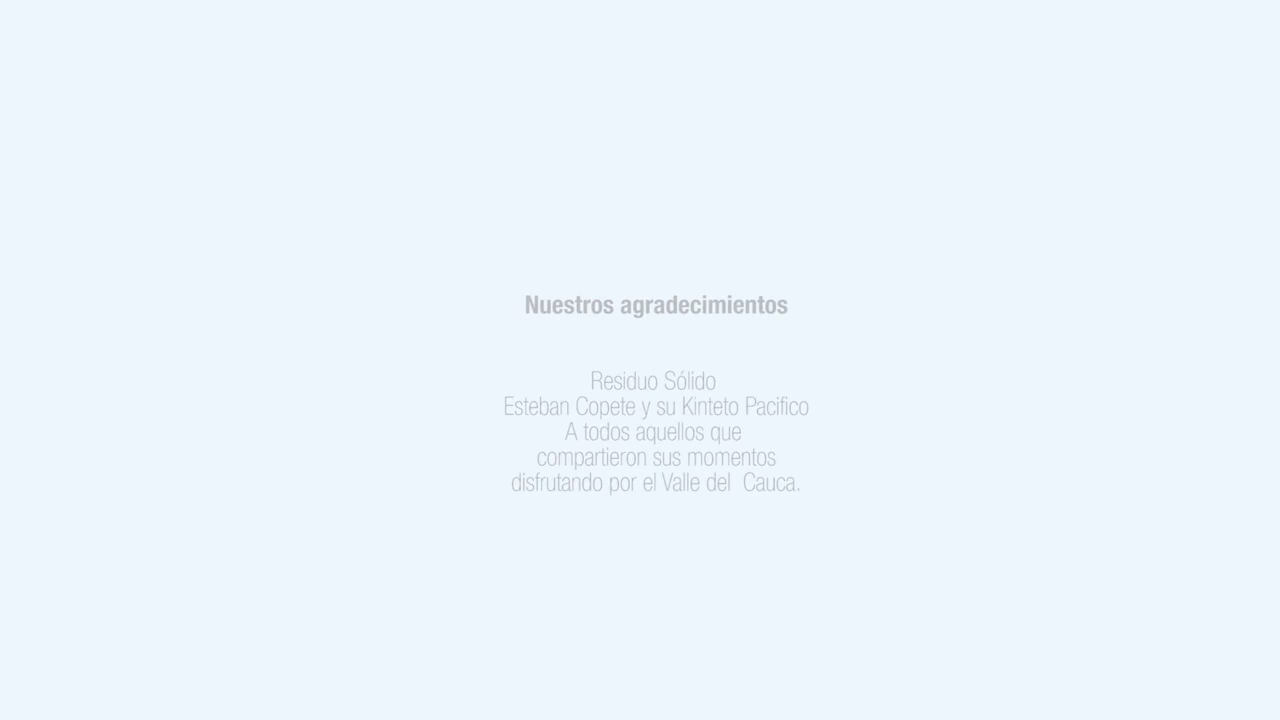 Nuestros agradecimientos
Residuo Sólido
Esteban Copete y su Kinteto Pacifico
A todos aquellos que
compartieron sus momentos
disfrutando por el Valle del  Cauca.